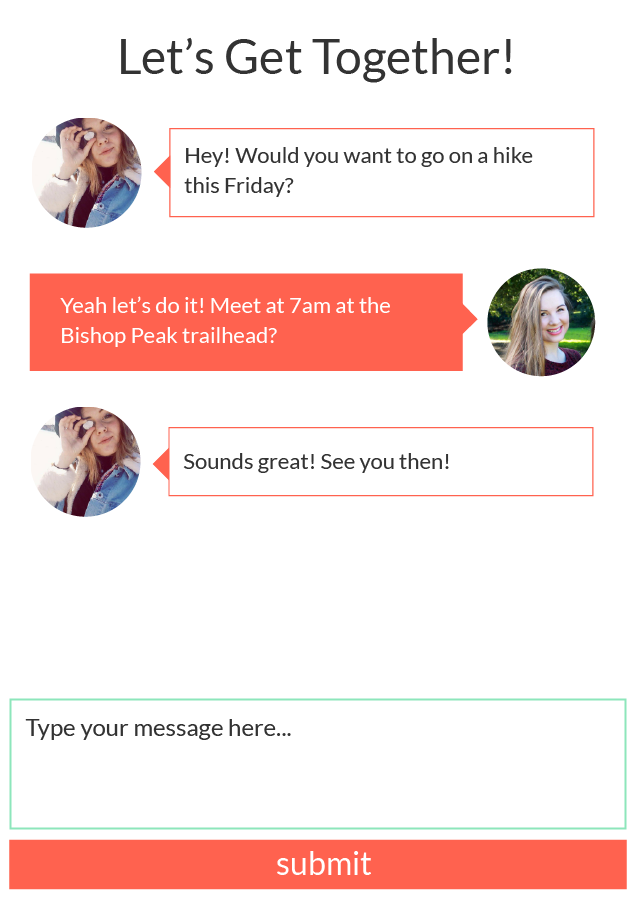 Let’s Get Together!
Hey! Would you want to go on a hike
this Friday?
Yeah let’s do it! Meet at 7am at the
Bishop Peak trailhead?
Sounds great! See you then!
Type your message here...
submit